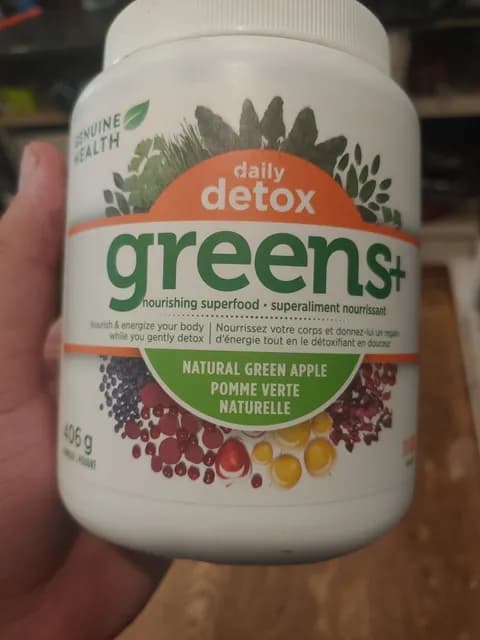 GENUINE
HEALTH
daily
detox
greens+
nourishing superfood • superaliment nourrissant
Nourish & energize your body
while you gently detox
Nourrissez votre corps et donnez-lui un regain
d'énergie tout en le détoxifiant en douceur
NATURAL GREEN APPLE
POMME VERTE
NATURELLE
406 g